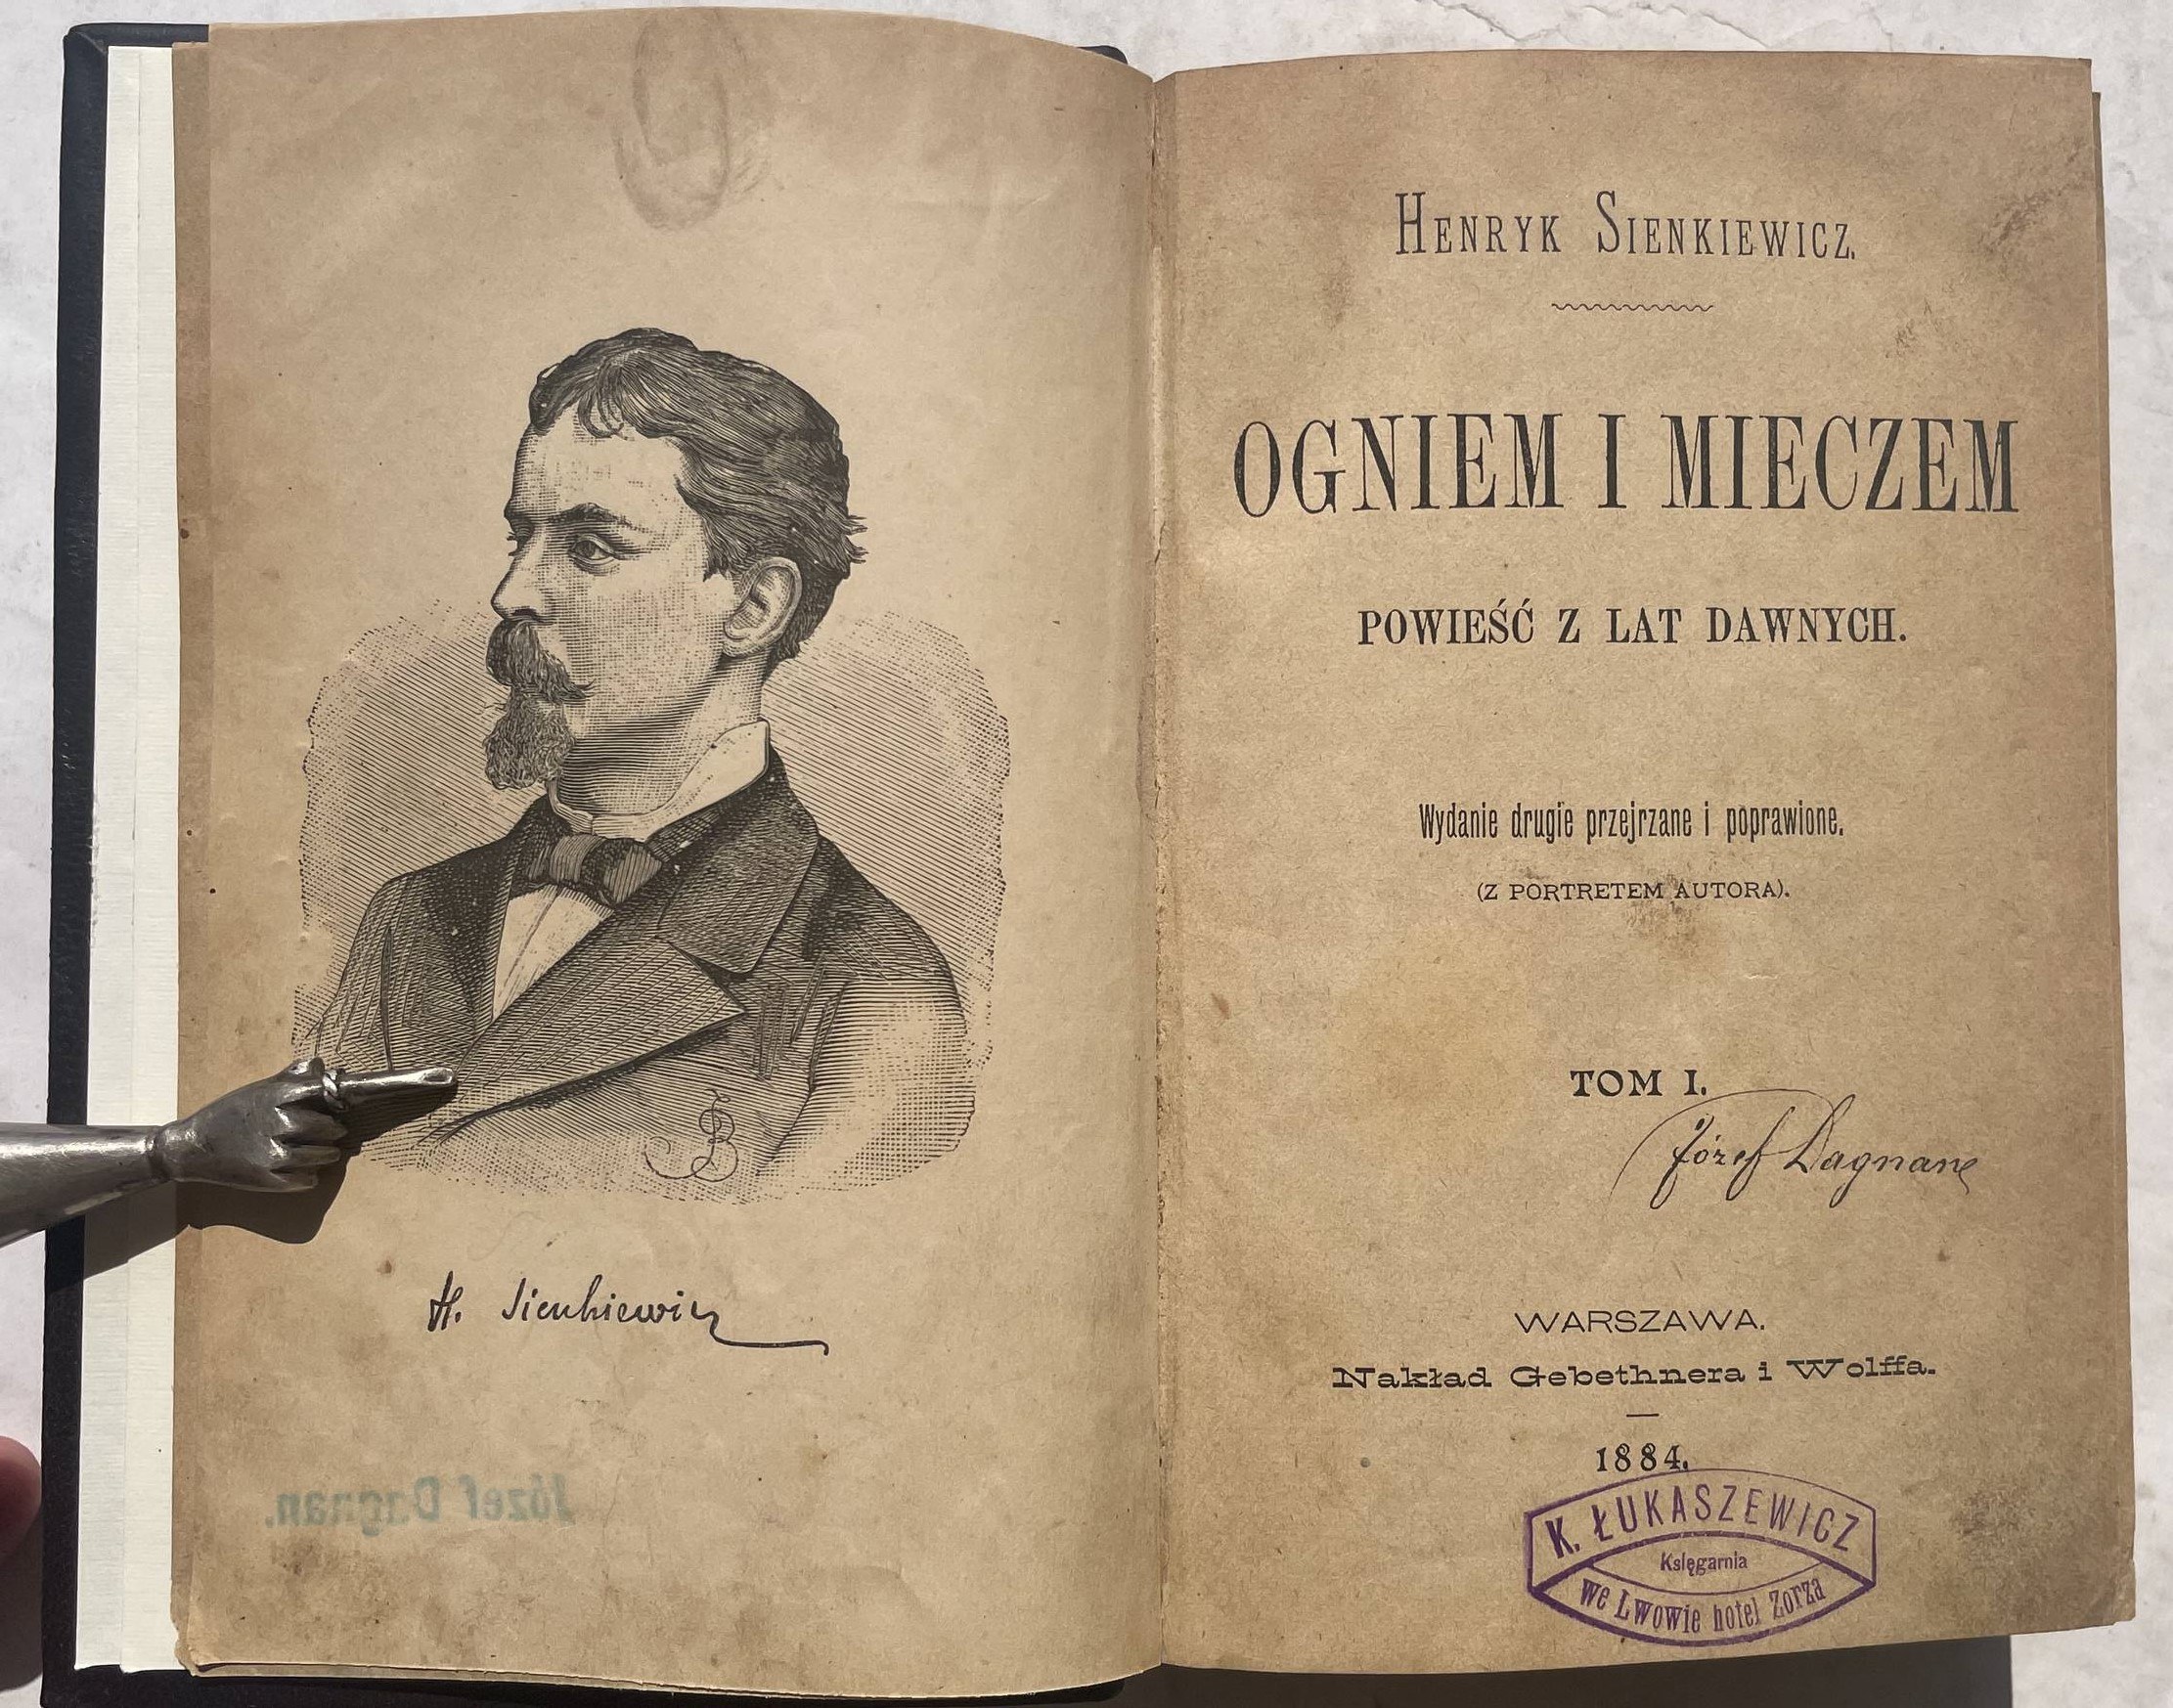 H. Sienkiewicz
Józef Dagnan.
HENRYK SIENKIEWICZ.
OGNIEM I MIECZEM
POWIEŚĆ Z LAT DAWNYCH.
Wydanie drugie przejrzane i poprawione.
(Z PORTRETEM AUTORA).
TOM I.
Józef Dagnan
WARSZAWA.
Nakład Gebethnera i Wolffa.
1884.
K. ŁUKASZEWICZ
Księgarnia
we Lwowie hotel Zorza